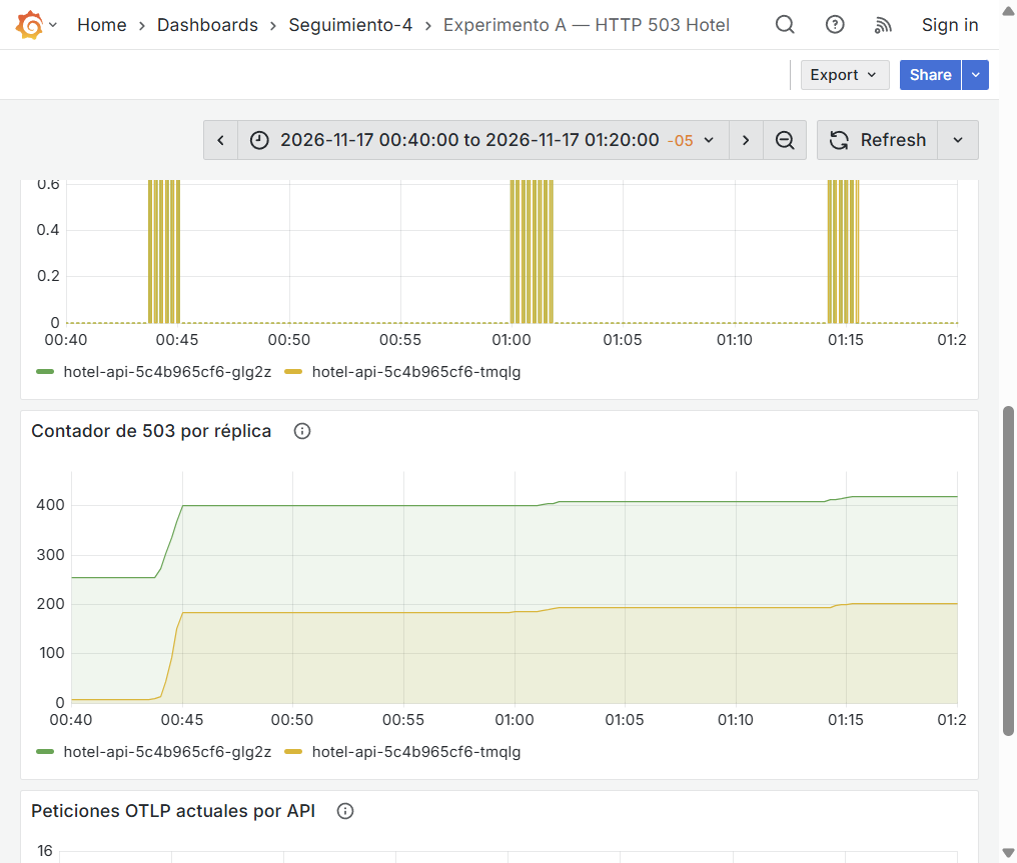 Home › Dashboards › Seguimiento-4 › Experimento A — HTTP 503 Hotel Sign in
Export Share
2026-11-17 00:40:00 to 2026-11-17 01:20:00 -05 Refresh
0.6
0.4
0.2
0
00:40 00:45 00:50 00:55 01:00 01:05 01:10 01:15 01:2
hotel-api-5c4b965cf6-glg2z hotel-api-5c4b965cf6-tmqlg
Contador de 503 por réplica
400
300
200
100
0
00:40 00:45 00:50 00:55 01:00 01:05 01:10 01:15 01:2
hotel-api-5c4b965cf6-glg2z hotel-api-5c4b965cf6-tmqlg
Peticiones OTLP actuales por API
16